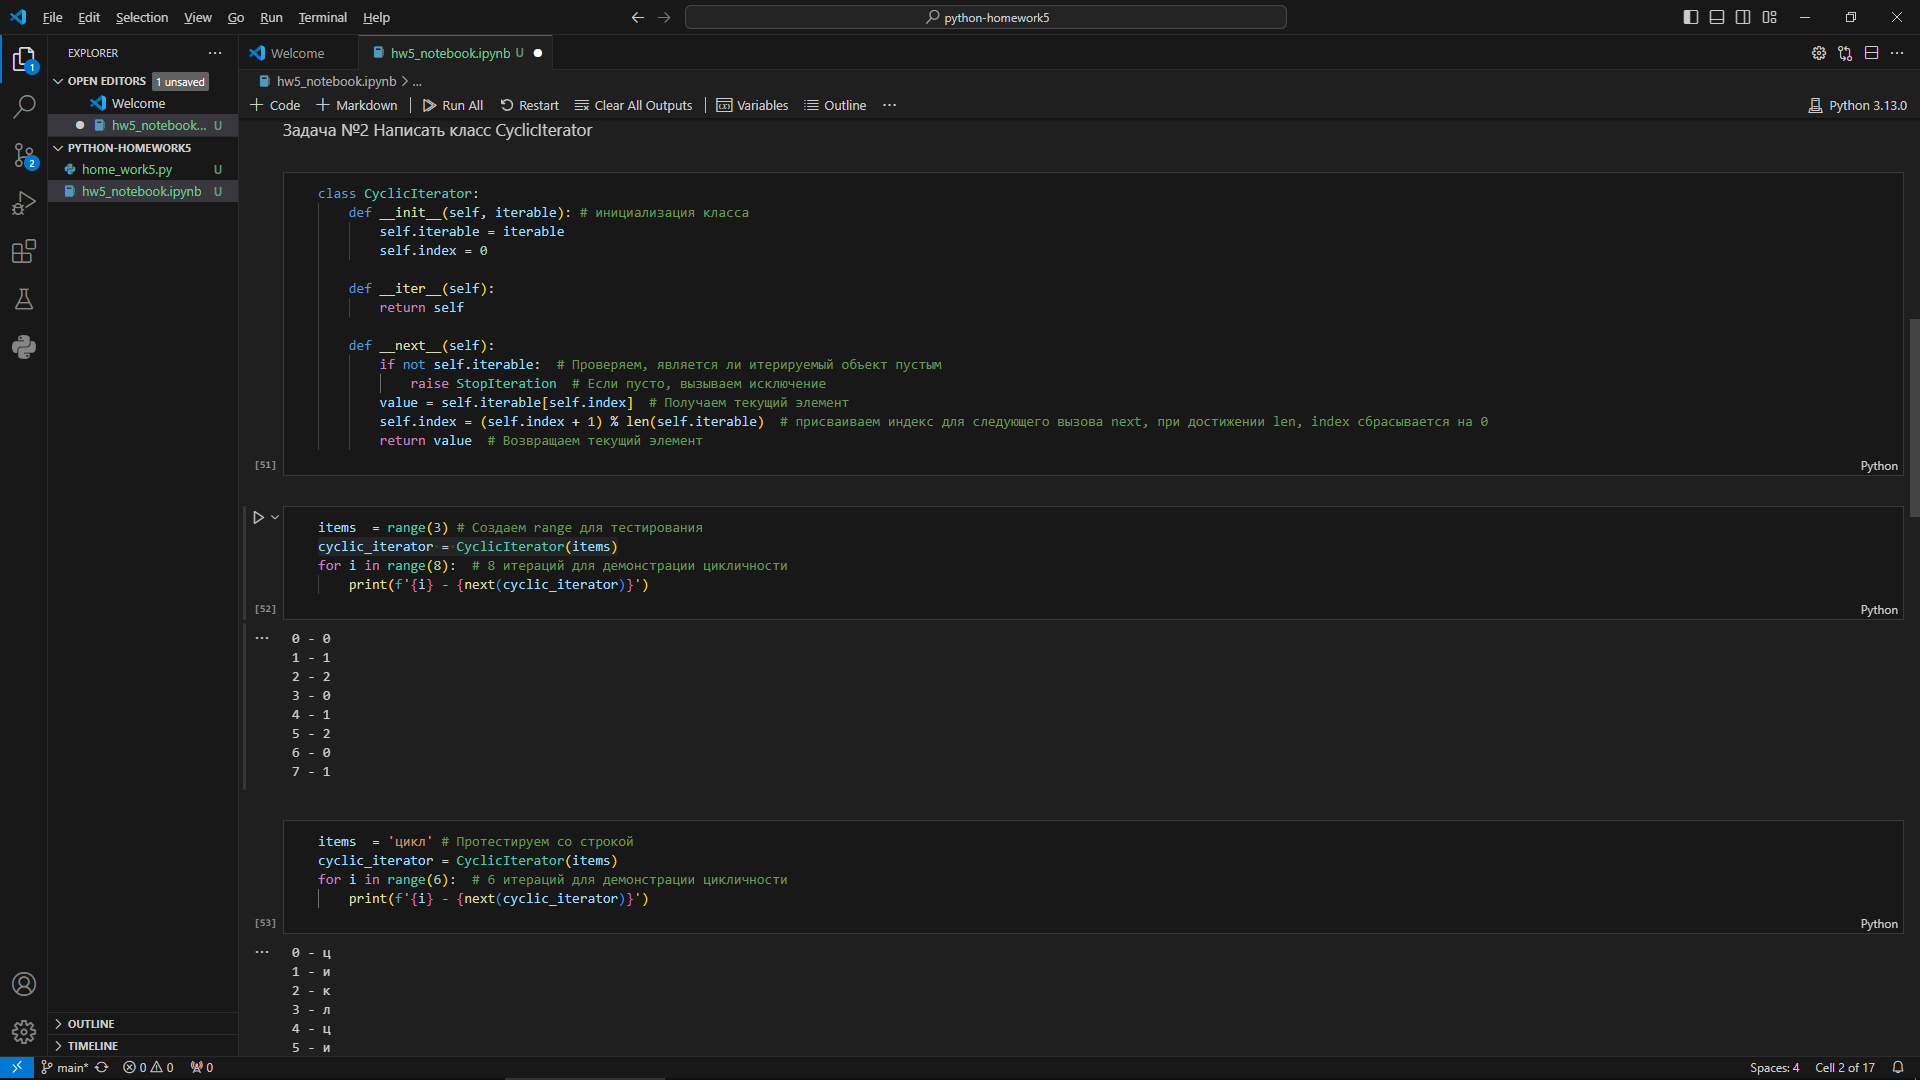 File Edit Selection View Go Run Terminal Help
python-homework5
EXPLORER
OPEN EDITORS 1 unsaved
Welcome
hw5_notebook... U
PYTHON-HOMEWORK5
home_work5.py U
hw5_notebook.ipynb U
OUTLINE
TIMELINE
Welcome
hw5_notebook.ipynb U
hw5_notebook.ipynb > ...
Code Markdown Run All Restart Clear All Outputs Variables Outline
Python 3.13.0
Задача №2 Написать класс CyclicIterator
class CyclicIterator:
def __init__(self, iterable): # инициализация класса
self.iterable = iterable
self.index = 0
def __iter__(self):
return self
def __next__(self):
if not self.iterable: # Проверяем, является ли итерируемый объект пустым
raise StopIteration # Если пусто, вызываем исключение
value = self.iterable[self.index] # Получаем текущий элемент
self.index = (self.index + 1) % len(self.iterable) # присваиваем индекс для следующего вызова next, при достижении len, index сбрасывается на 0
return value # Возвращаем текущий элемент
[51]
Python
items  = range(3) # Создаем range для тестирования
cyclic_iterator = CyclicIterator(items)
for i in range(8): # 8 итераций для демонстрации цикличности
print(f'{i} - {next(cyclic_iterator)}')
[52]
Python
0 - 0
1 - 1
2 - 2
3 - 0
4 - 1
5 - 2
6 - 0
7 - 1
items  = 'цикл' # Протестируем со строкой
cyclic_iterator = CyclicIterator(items)
for i in range(6): # 6 итераций для демонстрации цикличности
print(f'{i} - {next(cyclic_iterator)}')
[53]
Python
0 - ц
1 - и
2 - к
3 - л
4 - ц
5 - и
1
2
main* 0 0 0
Spaces: 4 Cell 2 of 17